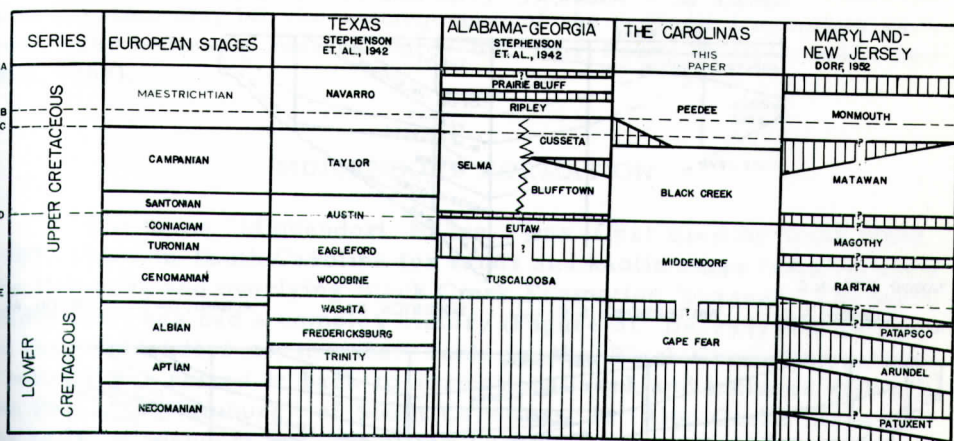 SERIES
EUROPEAN STAGES
TEXAS
STEPHENSON
ET. AL., 1942
ALABAMA-GEORGIA
STEPHENSON
ET. AL., 1942
THE CAROLINAS
THIS
PAPER
MARYLAND-
NEW JERSEY
DORF, 1952
A
B
C
D
E
UPPER CRETACEOUS
LOWER
CRETACEOUS
MAESTRICHTIAN
CAMPANIAN
SANTONIAN
CONIACIAN
TURONIAN
CENOMANIAN
ALBIAN
APTIAN
NECOMANIAN
NAVARRO
TAYLOR
AUSTIN
EAGLEFORD
WOODBINE
WASHITA
FREDERICKSBURG
TRINITY
?
PRAIRIE BLUFF
RIPLEY
CUSSETA
SELMA
BLUFFTOWN
EUTAW
?
TUSCALOOSA
PEEDEE
BLACK CREEK
MIDDENDORF
?
CAPE FEAR
MONMOUTH
?
MATAWAN
?
MAGOTHY
?
RARITAN
?
?
PATAPSCO
?
ARUNDEL
?
PATUXENT